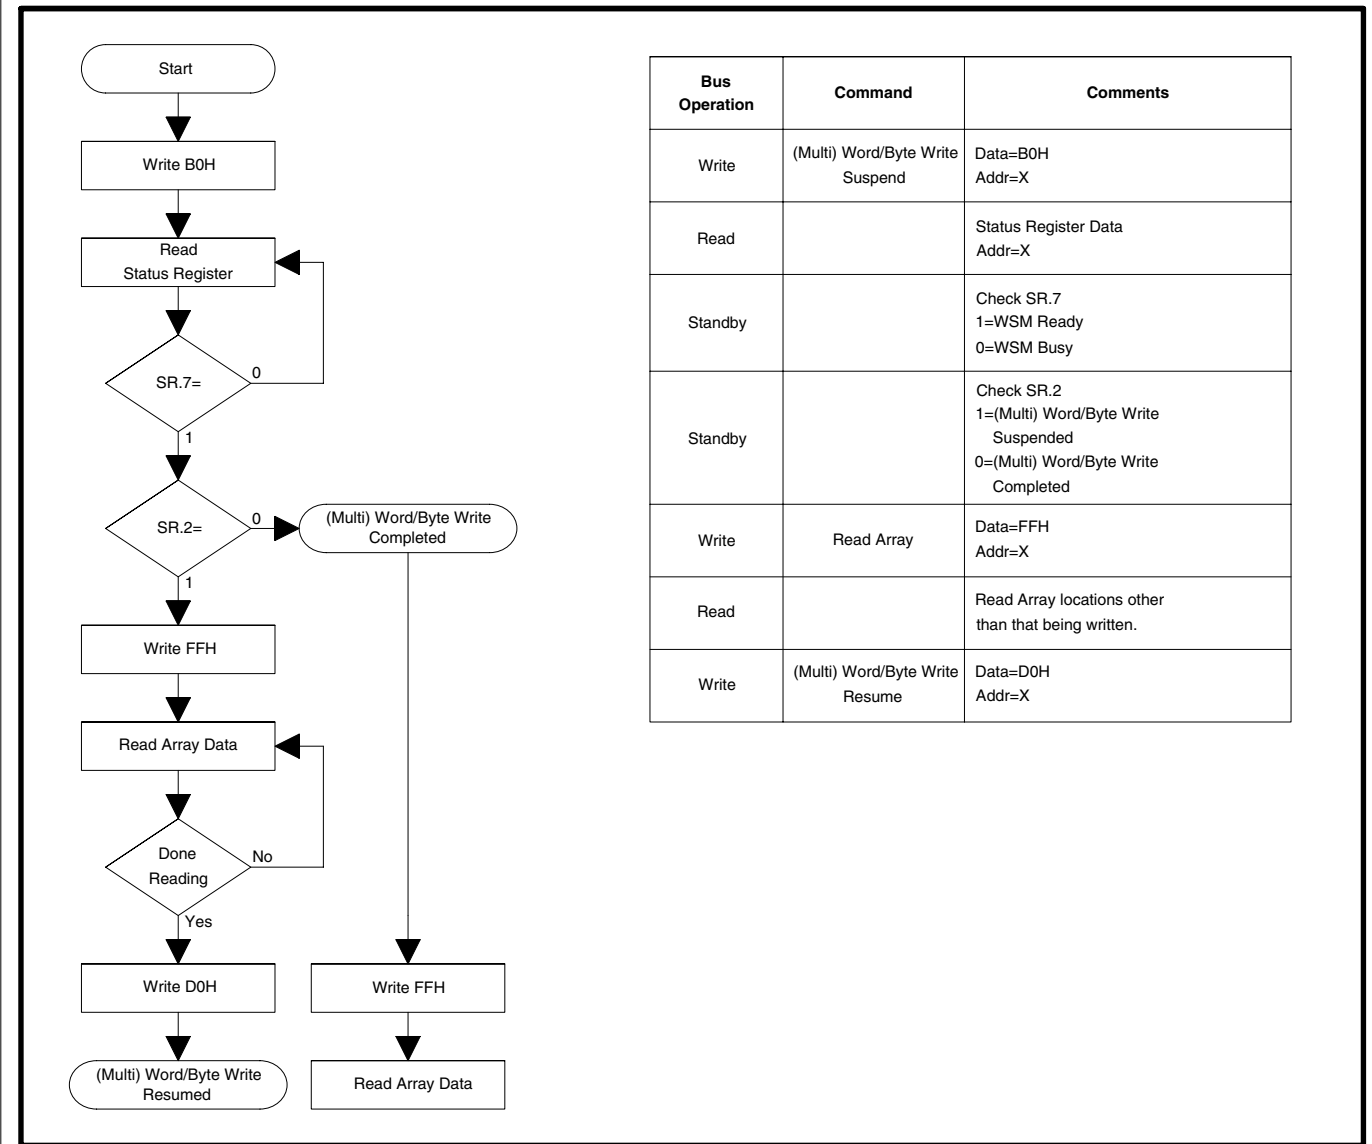 Start
Write B0H
Read
Status Register
SR.7=
0
1
SR.2=
0
(Multi) Word/Byte Write
Completed
1
Write FFH
Read Array Data
Done
Reading
No
Yes
Write D0H
(Multi) Word/Byte Write
Resumed
Write FFH
Read Array Data
Bus
Operation
Command
Comments
Write
(Multi) Word/Byte Write
Suspend
Data=B0H
Addr=X
Read
Status Register Data
Addr=X
Standby
Check SR.7
1=WSM Ready
0=WSM Busy
Standby
Check SR.2
1=(Multi) Word/Byte Write
Suspended
0=(Multi) Word/Byte Write
Completed
Write
Read Array
Data=FFH
Addr=X
Read
Read Array locations other
than that being written.
Write
(Multi) Word/Byte Write
Resume
Data=D0H
Addr=X